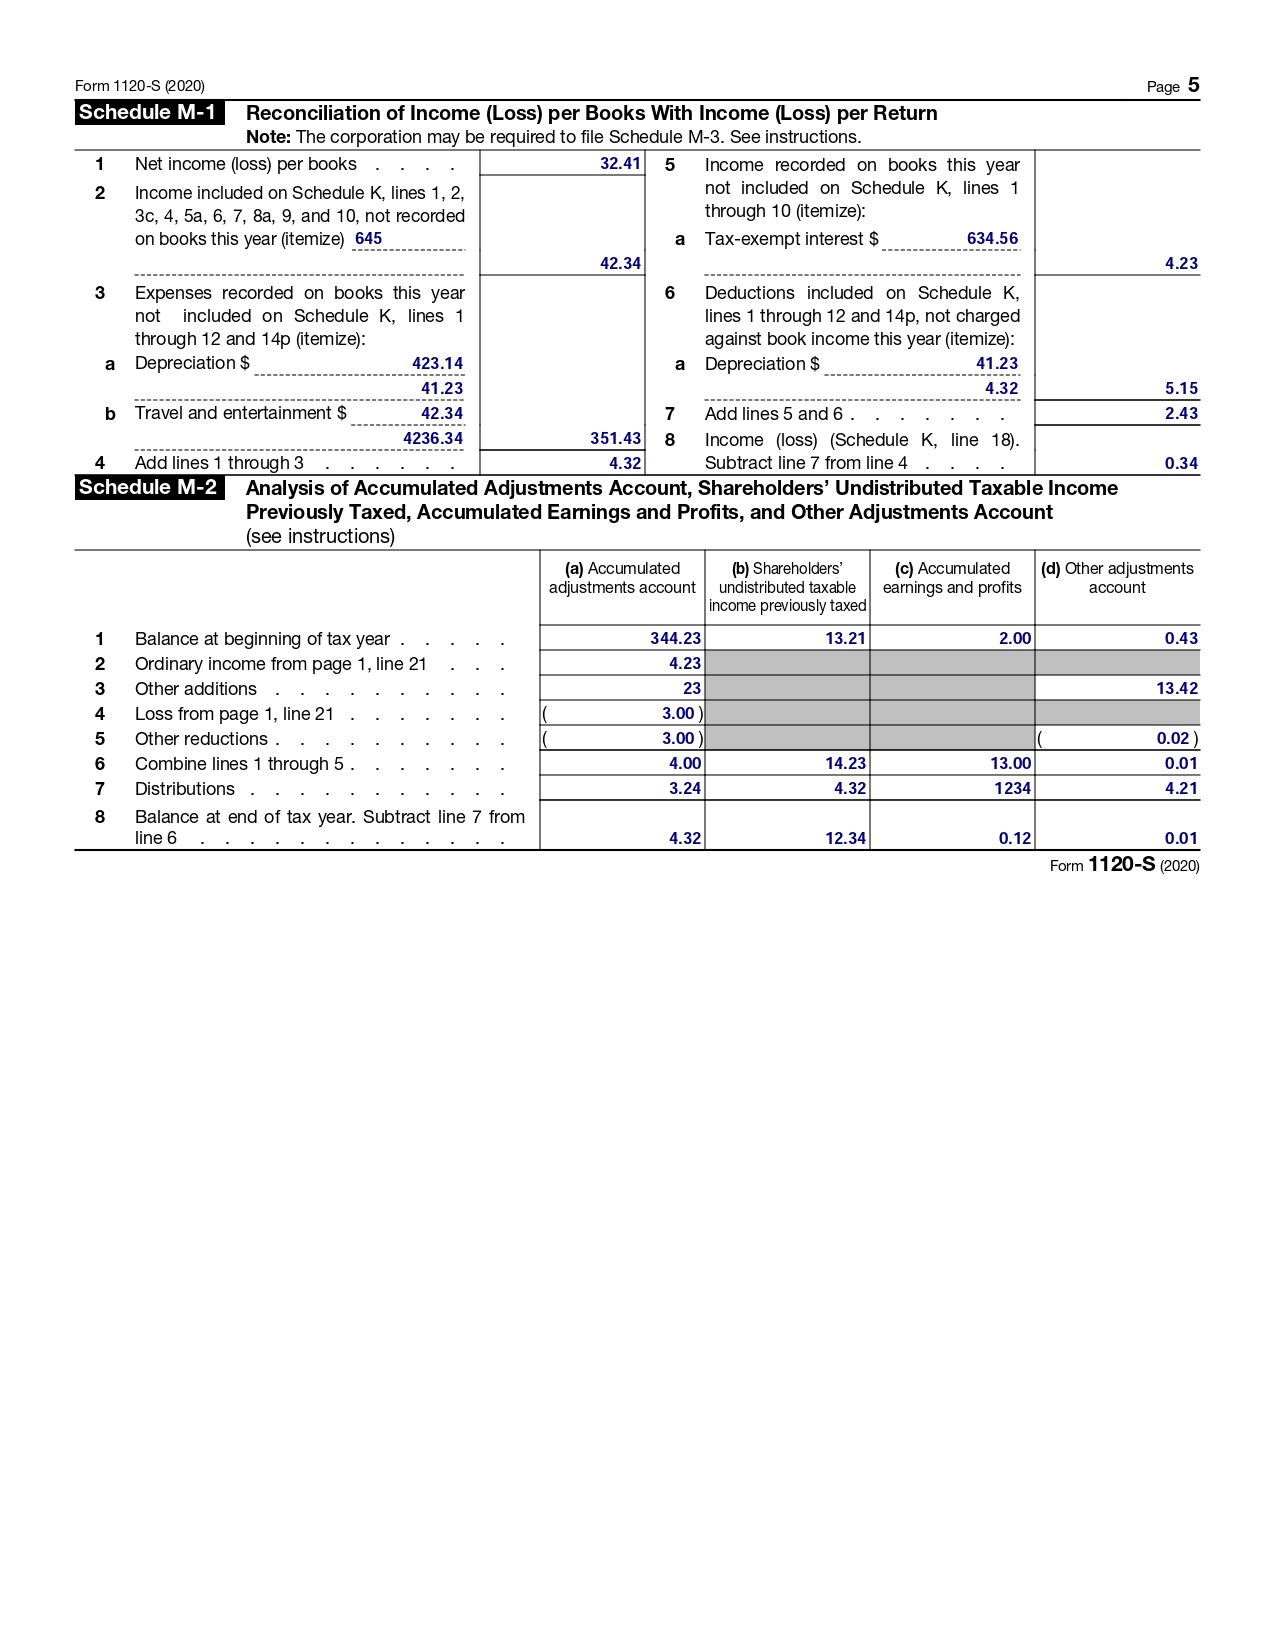 Form 1120-S (2020) Page 5
Schedule M-1 Reconciliation of Income (Loss) per Books With Income (Loss) per Return
Note: The corporation may be required to file Schedule M-3. See instructions.
1 Net income (loss) per books . . . . 32.41
2 Income included on Schedule K, lines 1, 2,
3c, 4, 5a, 6, 7, 8a, 9, and 10, not recorded
on books this year (itemize) 645
42.34
3 Expenses recorded on books this year
not included on Schedule K, lines 1
through 12 and 14p (itemize):
a Depreciation $ 423.14
41.23
b Travel and entertainment $ 42.34
4236.34 351.43
4 Add lines 1 through 3 . . . . . . 4.32
5 Income recorded on books this year
not included on Schedule K, lines 1
through 10 (itemize):
a Tax-exempt interest $ 634.56
4.23
6 Deductions included on Schedule K,
lines 1 through 12 and 14p, not charged
against book income this year (itemize):
a Depreciation $ 41.23
4.32 5.15
7 Add lines 5 and 6 . . . . . . . 2.43
8 Income (loss) (Schedule K, line 18).
Subtract line 7 from line 4 . . . . 0.34
Schedule M-2 Analysis of Accumulated Adjustments Account, Shareholders’ Undistributed Taxable Income
Previously Taxed, Accumulated Earnings and Profits, and Other Adjustments Account
(see instructions)
(a) Accumulated
adjustments account
(b) Shareholders’
undistributed taxable
income previously taxed
(c) Accumulated
earnings and profits
(d) Other adjustments
account
1 Balance at beginning of tax year . . . . . 344.23 13.21 2.00 0.43
2 Ordinary income from page 1, line 21 . . . 4.23
3 Other additions . . . . . . . . . . 23 13.42
4 Loss from page 1, line 21 . . . . . . . ( 3.00 )
5 Other reductions . . . . . . . . . . ( 3.00 ) ( 0.02 )
6 Combine lines 1 through 5 . . . . . . . 4.00 14.23 13.00 0.01
7 Distributions . . . . . . . . . . . 3.24 4.32 1234 4.21
8 Balance at end of tax year. Subtract line 7 from
line 6 . . . . . . . . . . . . . 4.32 12.34 0.12 0.01
Form 1120-S (2020)